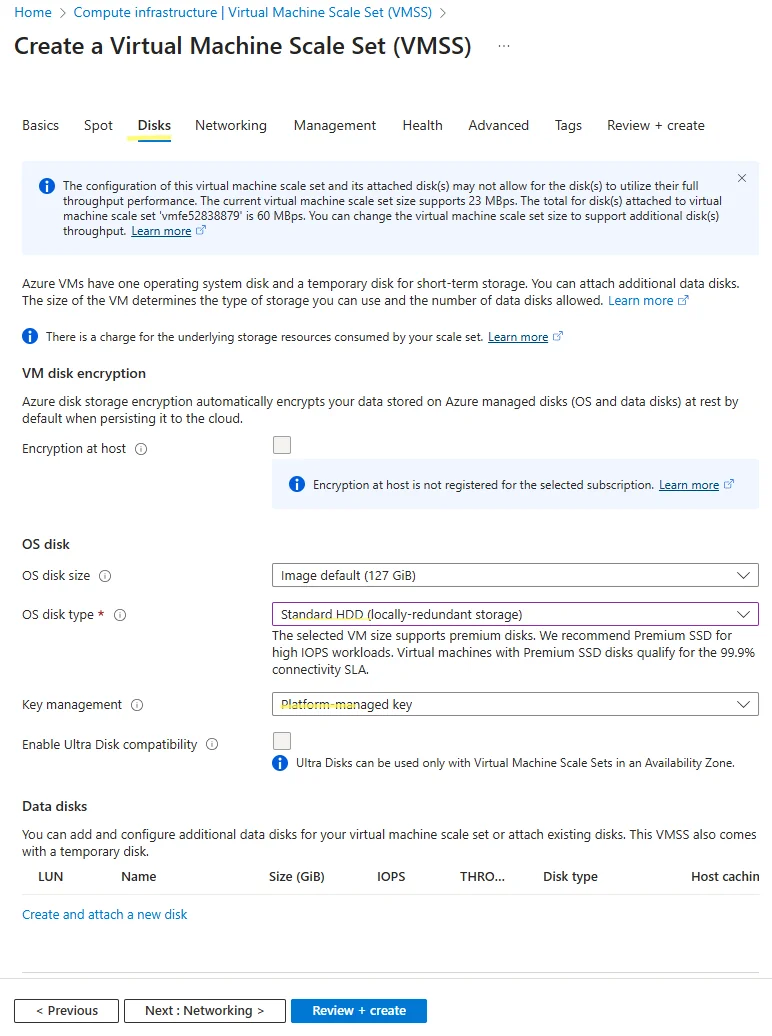 Home > Compute infrastructure | Virtual Machine Scale Set (VMSS) >
Create a Virtual Machine Scale Set (VMSS) ...
Basics Spot Disks Networking Management Health Advanced Tags Review + create
The configuration of this virtual machine scale set and its attached disk(s) may not allow for the disk(s) to utilize their full
throughput performance. The current virtual machine scale set size supports 23 MBps. The total for disk(s) attached to virtual
machine scale set 'vmfe52838879' is 60 MBps. You can change the virtual machine scale set size to support additional disk(s)
throughput. Learn more
Azure VMs have one operating system disk and a temporary disk for short-term storage. You can attach additional data disks.
The size of the VM determines the type of storage you can use and the number of data disks allowed. Learn more
There is a charge for the underlying storage resources consumed by your scale set. Learn more
VM disk encryption
Azure disk storage encryption automatically encrypts your data stored on Azure managed disks (OS and data disks) at rest by
default when persisting it to the cloud.
Encryption at host
Encryption at host is not registered for the selected subscription. Learn more
OS disk
OS disk size Image default (127 GiB)
OS disk type * Standard HDD (locally-redundant storage)
The selected VM size supports premium disks. We recommend Premium SSD for
high IOPS workloads. Virtual machines with Premium SSD disks qualify for the 99.9%
connectivity SLA.
Key management Platform-managed key
Enable Ultra Disk compatibility
Ultra Disks can be used only with Virtual Machine Scale Sets in an Availability Zone.
Data disks
You can add and configure additional data disks for your virtual machine scale set or attach existing disks. This VMSS also comes
with a temporary disk.
LUN Name Size (GiB) IOPS THRO... Disk type Host cachin
Create and attach a new disk
< Previous Next : Networking > Review + create